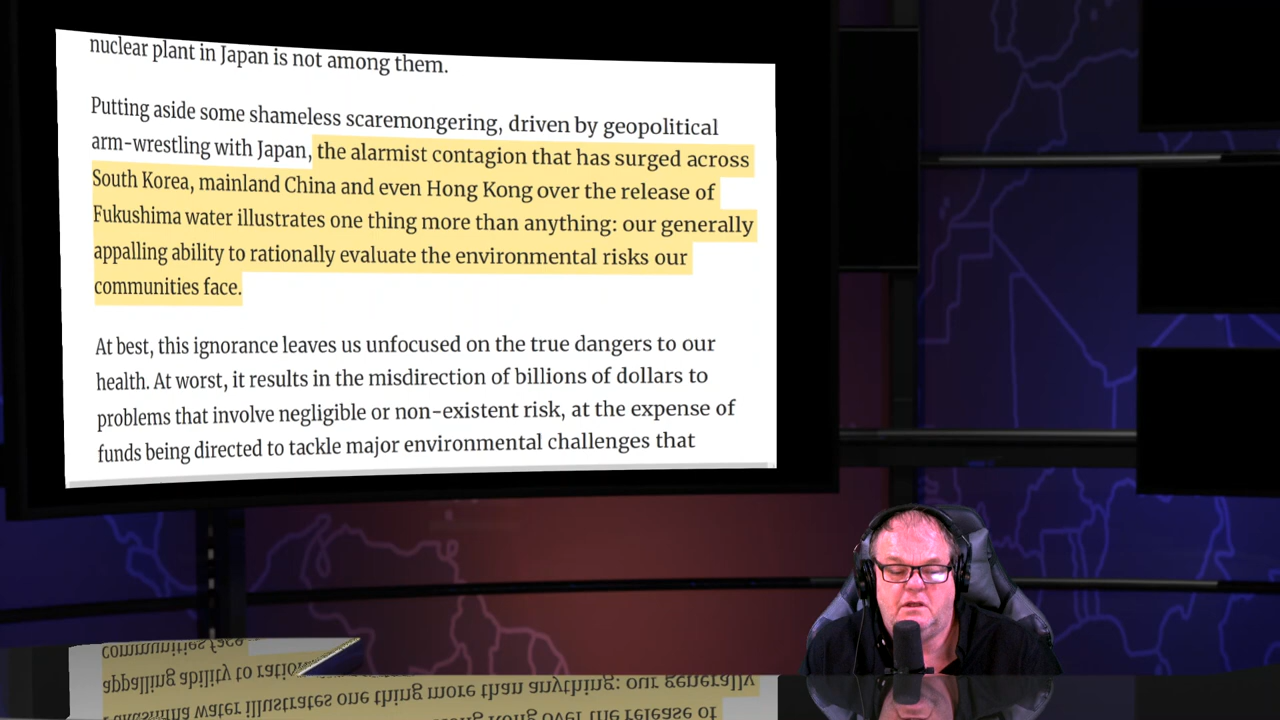 nuclear plant in Japan is not among them.
Putting aside some shameless scaremongering, driven by geopolitical
arm-wrestling with Japan, the alarmist contagion that has surged across
South Korea, mainland China and even Hong Kong over the release of
Fukushima water illustrates one thing more than anything: our generally
appalling ability to rationally evaluate the environmental risks our
communities face.
At best, this ignorance leaves us unfocused on the true dangers to our
health. At worst, it results in the misdirection of billions of dollars to
problems that involve negligible or non-existent risk, at the expense of
funds being directed to tackle major environmental challenges that